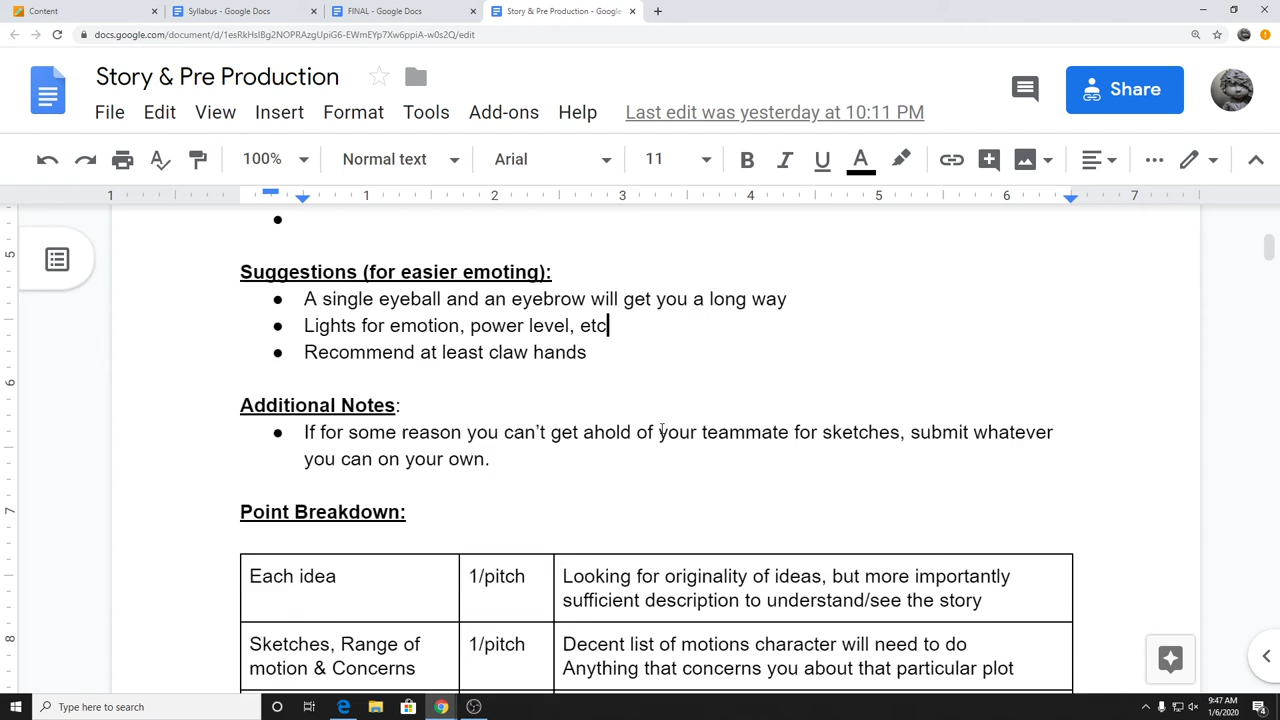 Content
Syllabus - Google Docs
FINAL - Google Docs
Story & Pre Production - Google
docs.google.com/document/d/1esRkHslBg2NOPRAzgUpiG6-EWmEYp7Xw6ppiA-w0s2Q/edit
Story & Pre Production
Share
File Edit View Insert Format Tools Add-ons Help Last edit was yesterday at 10:11 PM
100% Normal text Arial 11 B I U A
1 1 2 3 4 5 6 7
5
6
7
8
Suggestions (for easier emoting):
● A single eyeball and an eyebrow will get you a long way
● Lights for emotion, power level, etc
● Recommend at least claw hands
Additional Notes:
● If for some reason you can't get ahold of your teammate for sketches, submit whatever
you can on your own.
Point Breakdown:
Each idea 1/pitch Looking for originality of ideas, but more importantly
sufficient description to understand/see the story
Sketches, Range of 1/pitch Decent list of motions character will need to do
motion & Concerns Anything that concerns you about that particular plot
Type here to search
9:47 AM
1/6/2020
4